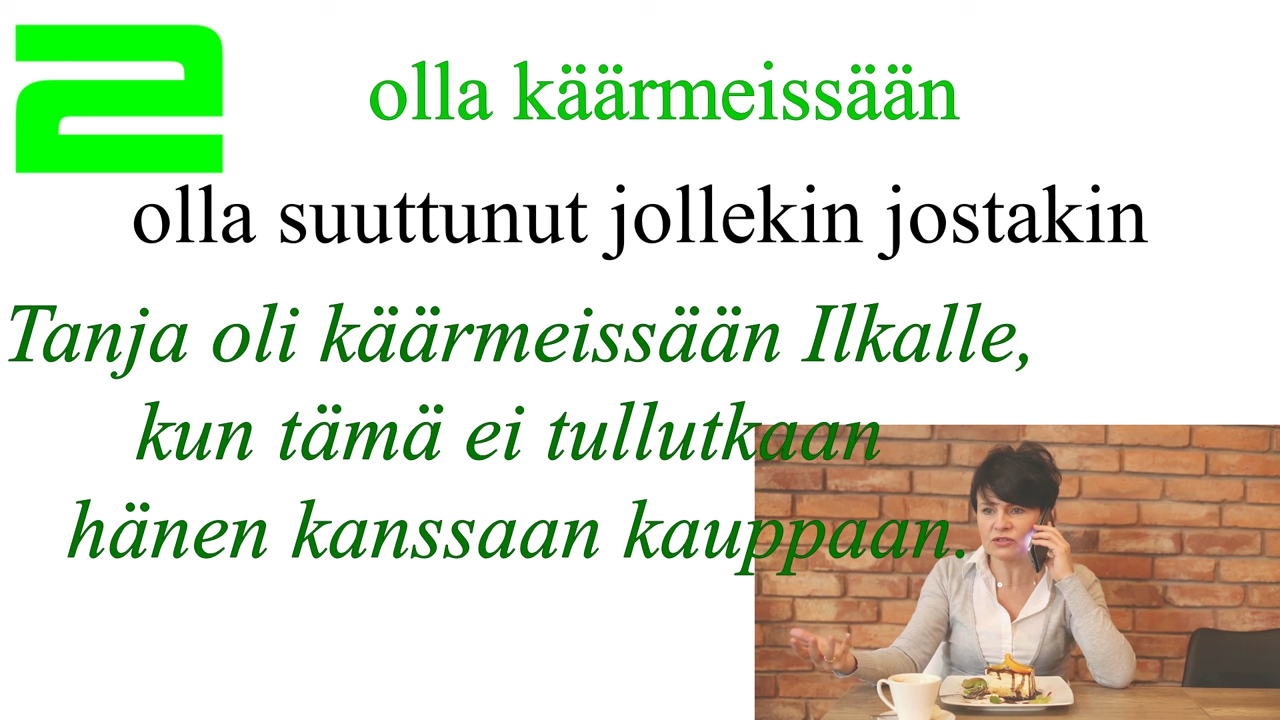 2
olla käärmeissään
olla suuttunut jollekin jostakin
Tanja oli käärmeissään Ilkalle,
kun tämä ei tullutkaan
hänen kanssaan kauppaan.